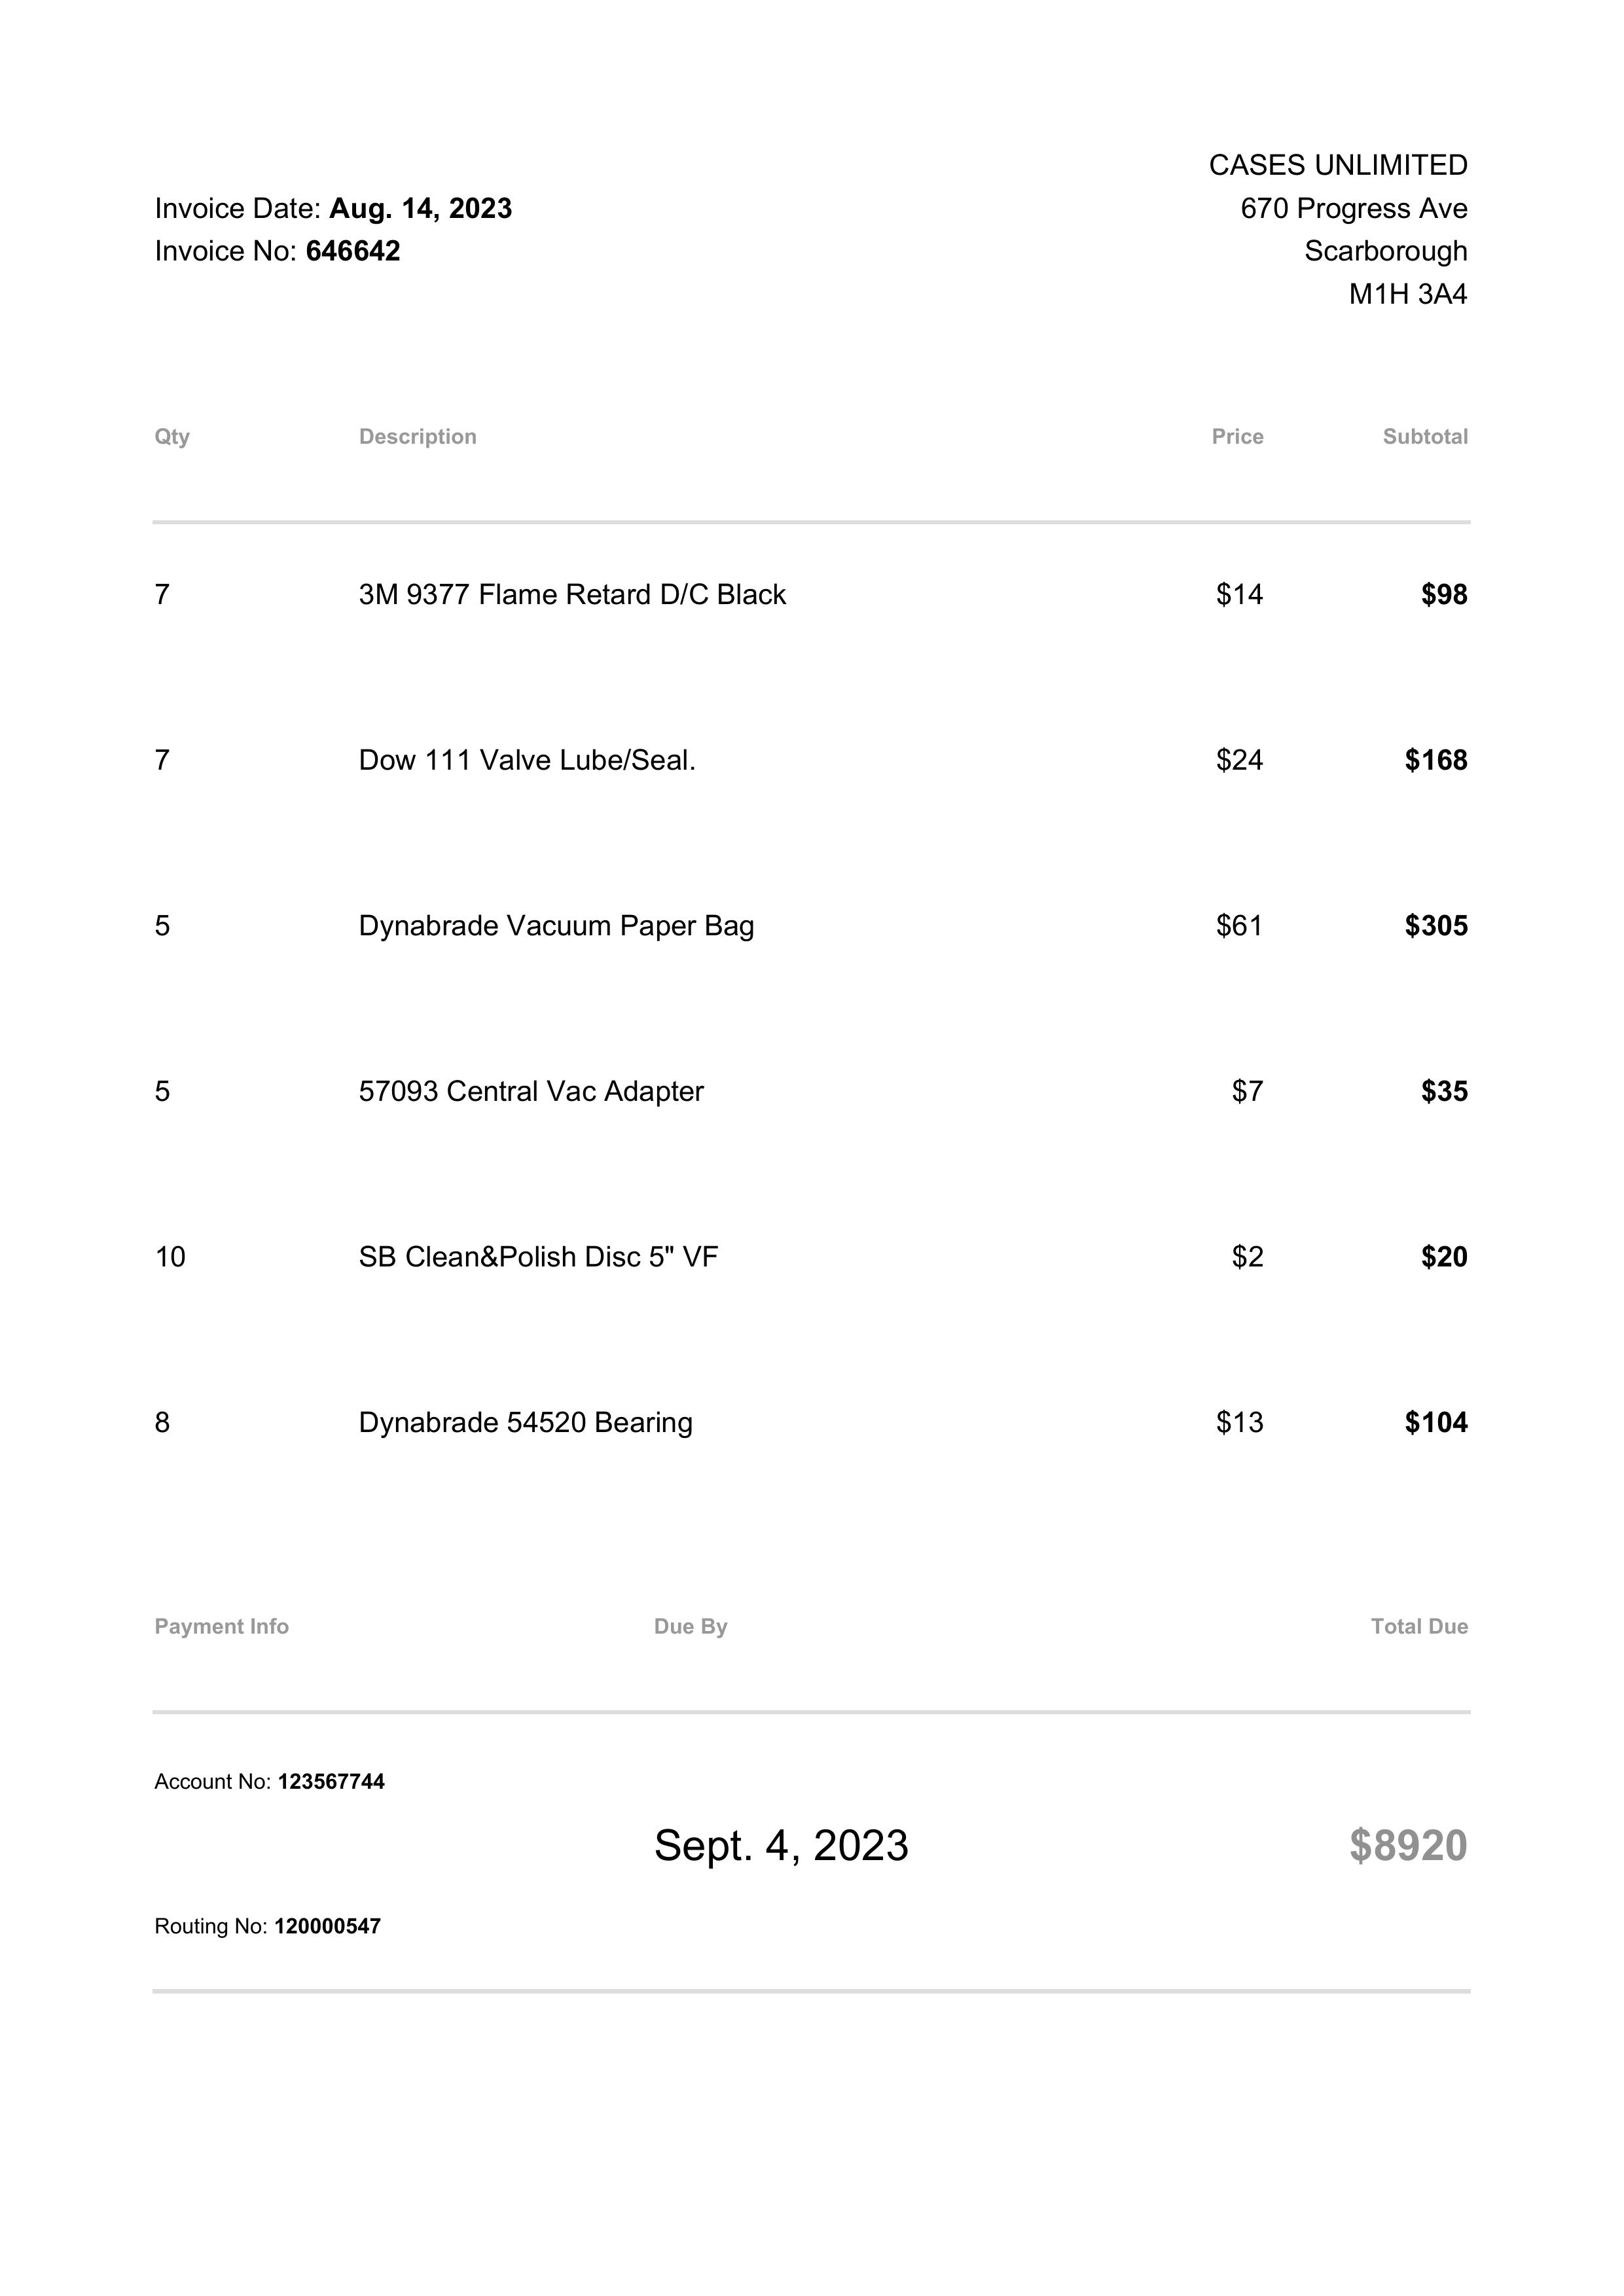 CASES UNLIMITED
Invoice Date: Aug. 14, 2023 670 Progress Ave
Invoice No: 646642 Scarborough
M1H 3A4
Qty Description Price Subtotal
7 3M 9377 Flame Retard D/C Black $14 $98
7 Dow 111 Valve Lube/Seal. $24 $168
5 Dynabrade Vacuum Paper Bag $61 $305
5 57093 Central Vac Adapter $7 $35
10 SB Clean&Polish Disc 5" VF $2 $20
8 Dynabrade 54520 Bearing $13 $104
Payment Info Due By Total Due
Account No: 123567744
Sept. 4, 2023 $8920
Routing No: 120000547